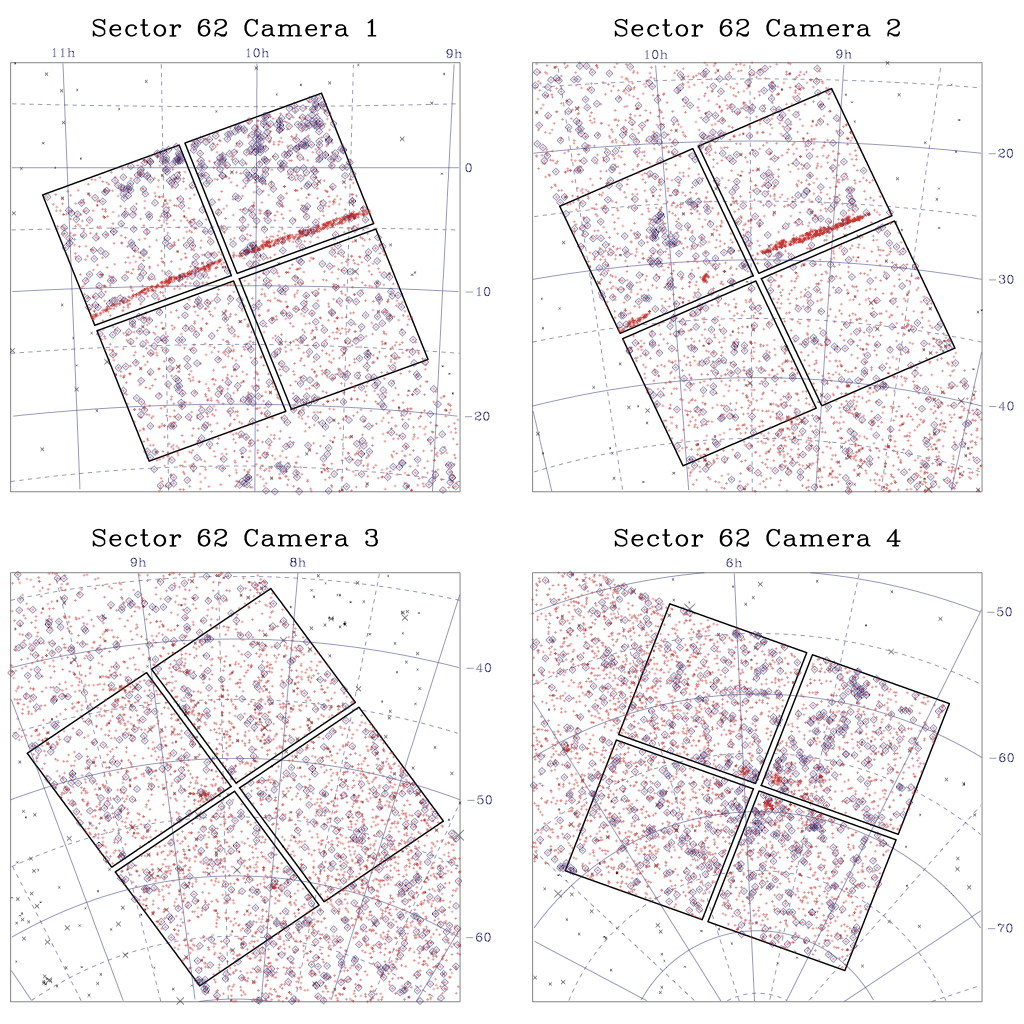 Sector 62 Camera 1
11h 10h 9h
0
−10
−20
Sector 62 Camera 2
10h 9h
−20
−30
−40
Sector 62 Camera 3
9h 8h
−40
−50
−60
Sector 62 Camera 4
6h
−50
−60
−70